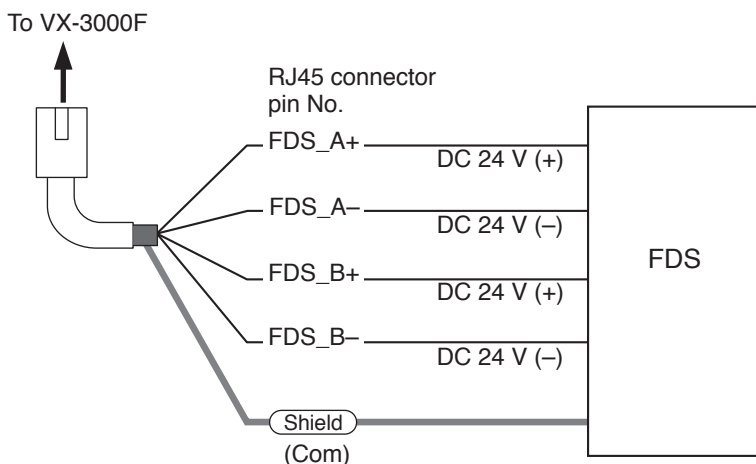 To VX-3000F
RJ45 connector
pin No.
FDS_A+
DC 24 V (+)
FDS_A–
DC 24 V (–)
FDS
FDS_B+
DC 24 V (+)
FDS_B–
DC 24 V (–)
Shield
(Com)